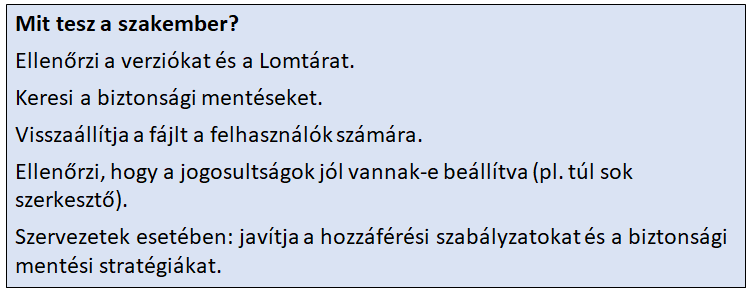 Mit tesz a szakember?
Ellenőrzi a verziókat és a Lomtárat.
Keresi a biztonsági mentéseket.
Visszaállítja a fájlt a felhasználók számára.
Ellenőrzi, hogy a jogosultságok jól vannak-e beállítva (pl. túl sok
szerkesztő).
Szervezetek esetében: javítja a hozzáférési szabályzatokat és a biztonsági
mentési stratégiákat.